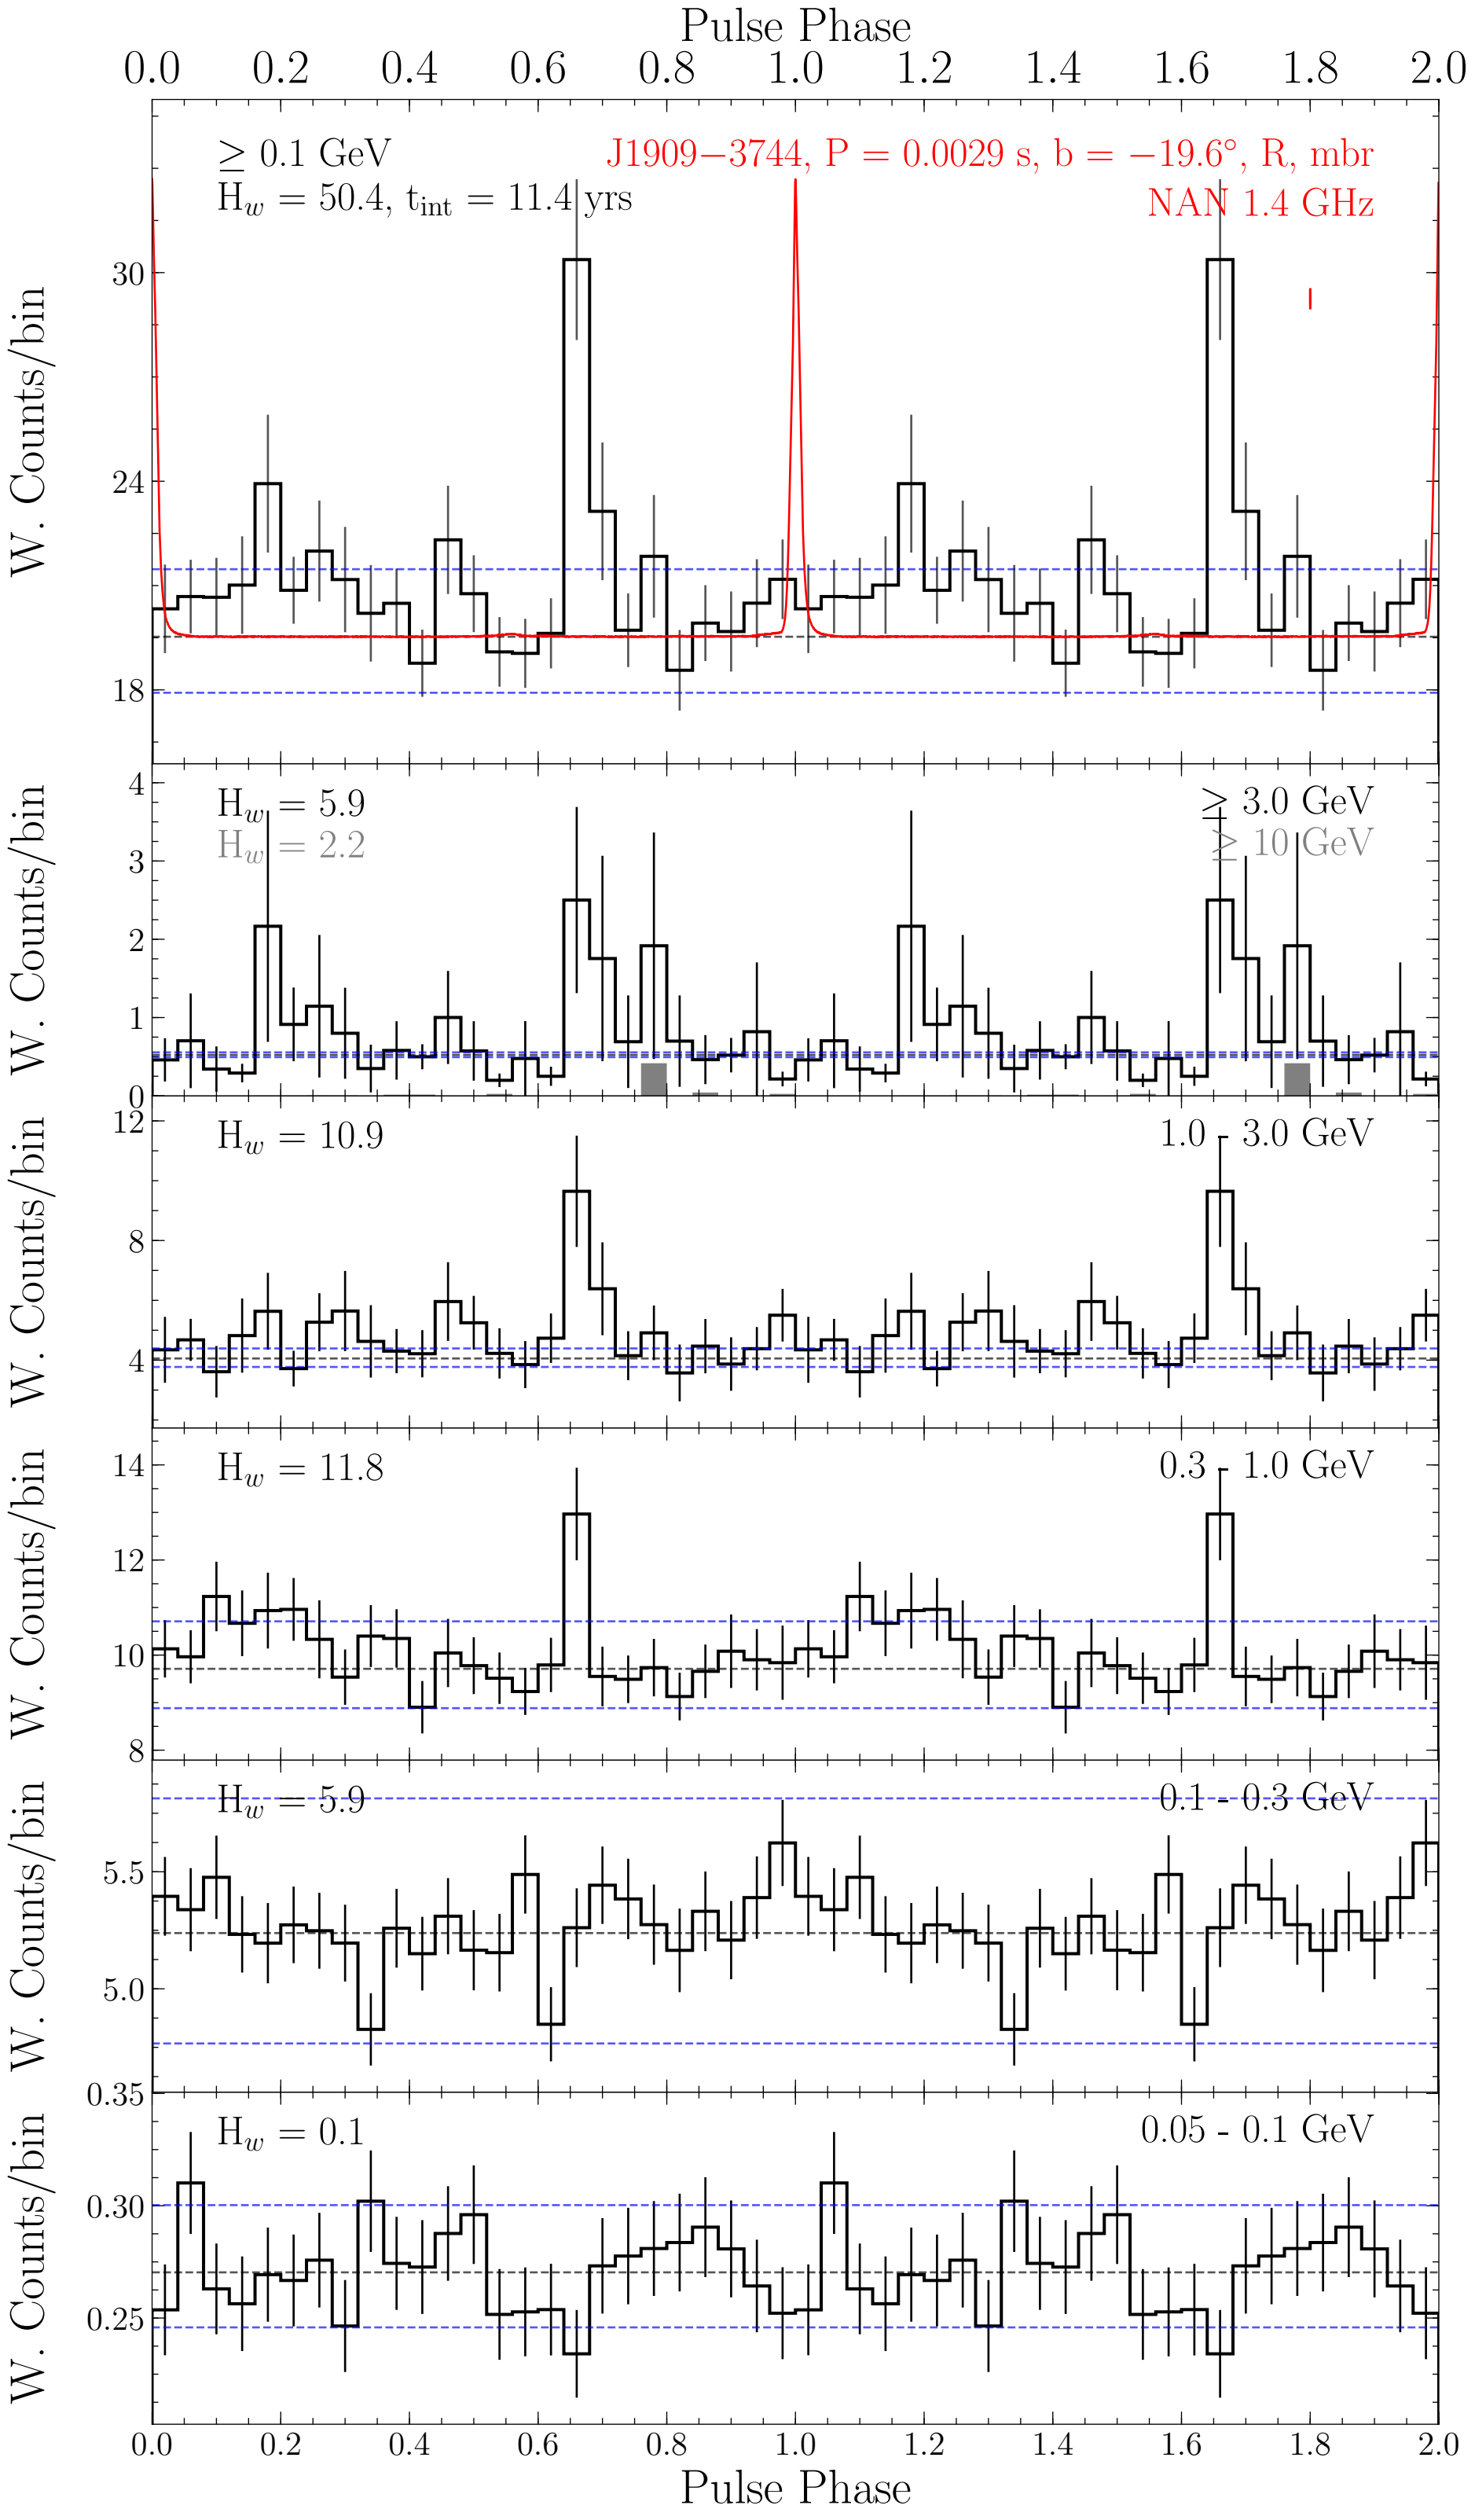 Pulse Phase
0.0 0.2 0.4 0.6 0.8 1.0 1.2 1.4 1.6 1.8 2.0
≥ 0.1 GeV
H_w = 50.4, t_int = 11.4 yrs
J1909−3744, P = 0.0029 s, b = −19.6°, R, mbr
NAN 1.4 GHz
30
24
18
W. Counts/bin
H_w = 5.9
H_w = 2.2
≥ 3.0 GeV
≥ 10 GeV
4
3
2
1
0
W. Counts/bin
H_w = 10.9
1.0 - 3.0 GeV
12
8
4
W. Counts/bin
H_w = 11.8
0.3 - 1.0 GeV
14
12
10
8
W. Counts/bin
H_w = 5.9
0.1 - 0.3 GeV
5.5
5.0
W. Counts/bin
H_w = 0.1
0.05 - 0.1 GeV
0.35
0.30
0.25
W. Counts/bin
0.0 0.2 0.4 0.6 0.8 1.0 1.2 1.4 1.6 1.8 2.0
Pulse Phase